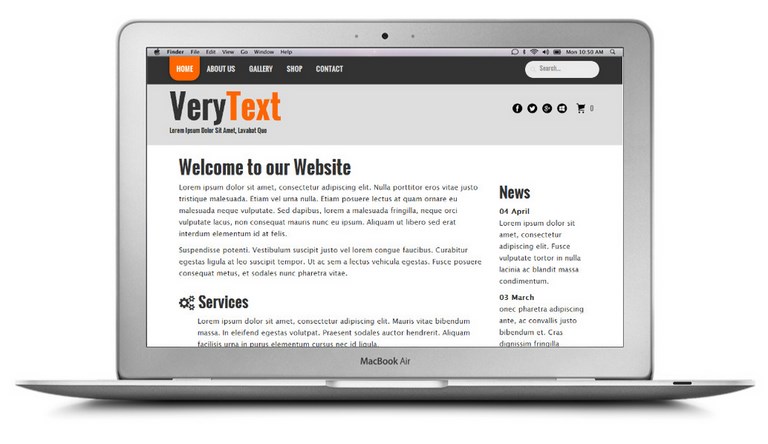 Finder File Edit View Go Window Help Mon 10:50 AM
HOME ABOUT US GALLERY SHOP CONTACT Search...
VeryText
Lorem Ipsum Dolor Sit Amet, Lavabat Quo
0
Welcome to our Website
Lorem ipsum dolor sit amet, consectetur adipiscing elit. Nulla porttitor eros vitae justo
tristique malesuada. Etiam vel urna nulla. Etiam posuere lectus at quam ornare eu
malesuada neque vulputate. Sed dapibus, lorem a malesuada fringilla, neque orci
vulputate lacus, non consequat mauris nunc eu ipsum. Aliquam ut libero sed erat
interdum elementum id at felis.
Suspendisse potenti. Vestibulum suscipit justo vel lorem congue faucibus. Curabitur
egestas ligula at leo suscipit tempor. Ut ac sem a lectus vehicula egestas. Fusce posuere
consequat metus, et sodales nunc pharetra vitae.
Services
Lorem ipsum dolor sit amet, consectetur adipiscing elit. Mauris vitae bibendum
massa. In eleifend egestas volutpat. Praesent sodales auctor hendrerit. Aliquam
facilisis urna in purus elementum cursus nec id ligula.
News
04 April
Lorem ipsum dolor sit
amet, consectetur
adipiscing elit. Fusce
vulputate tortor in nulla
lacinia ac blandit massa
condimentum.
03 March
onec pharetra adipiscing
ante, ac convallis justo
bibendum et. Cras
dignissim fringilla
MacBook Air